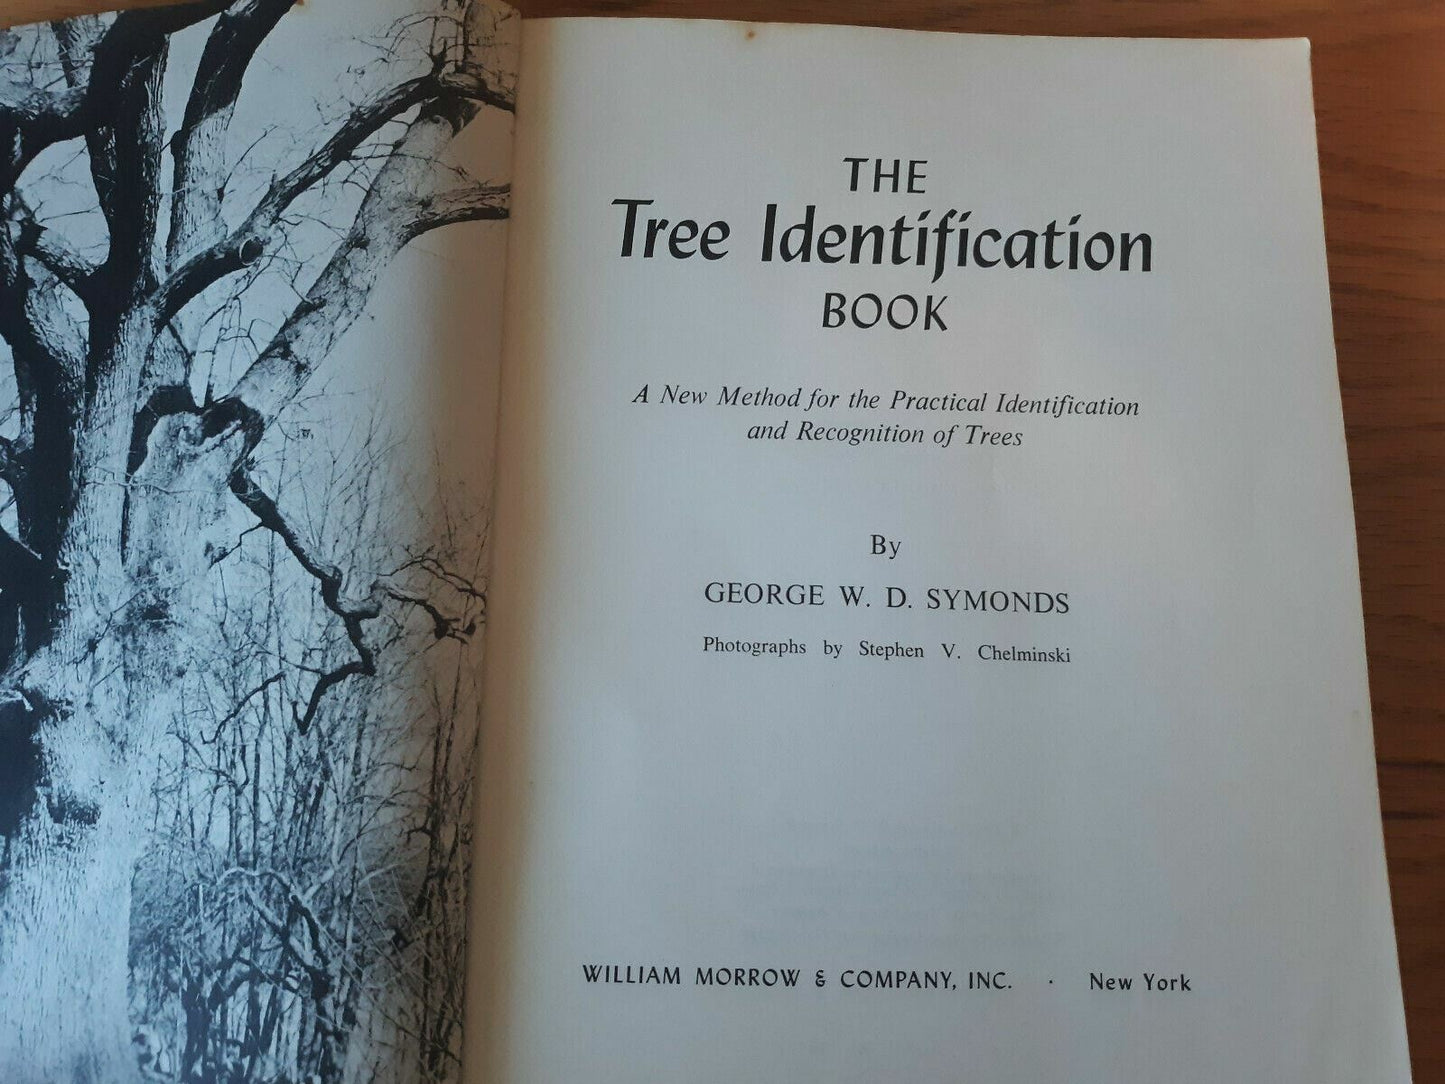 THE
Tree Identification
BOOK
A New Method for the Practical Identification
and Recognition of Trees
By
GEORGE W. D. SYMONDS
Photographs by Stephen V. Chelminski
WILLIAM MORROW & COMPANY, INC. · New York